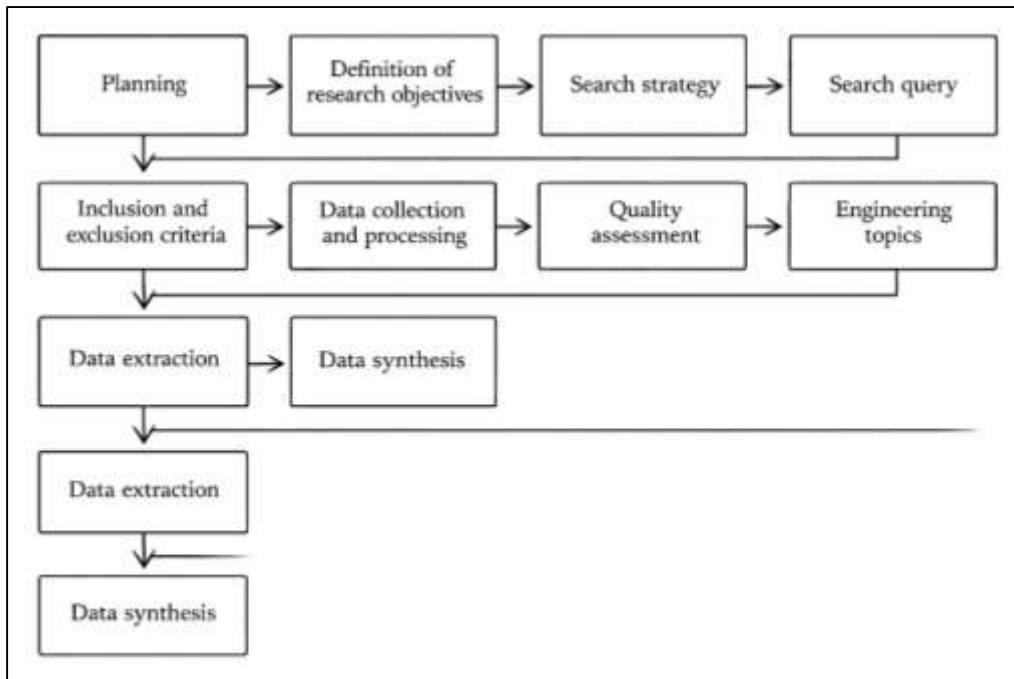 Planning
Definition of
research objectives
Search strategy
Search query
Inclusion and
exclusion criteria
Data collection
and processing
Quality
assessment
Engineering
topics
Data extraction
Data synthesis
Data extraction
Data synthesis